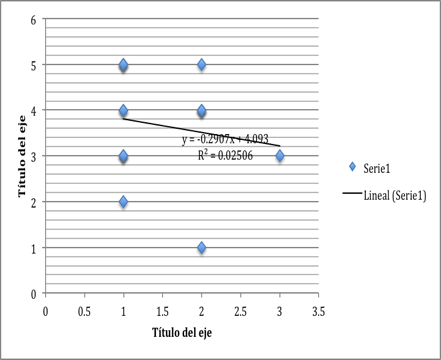 6
5
4
3
2
1
0
Título del eje
y = -0.2907x + 4.093
R² = 0.02506
0 0.5 1 1.5 2 2.5 3 3.5
Título del eje
Serie1
Lineal (Serie1)